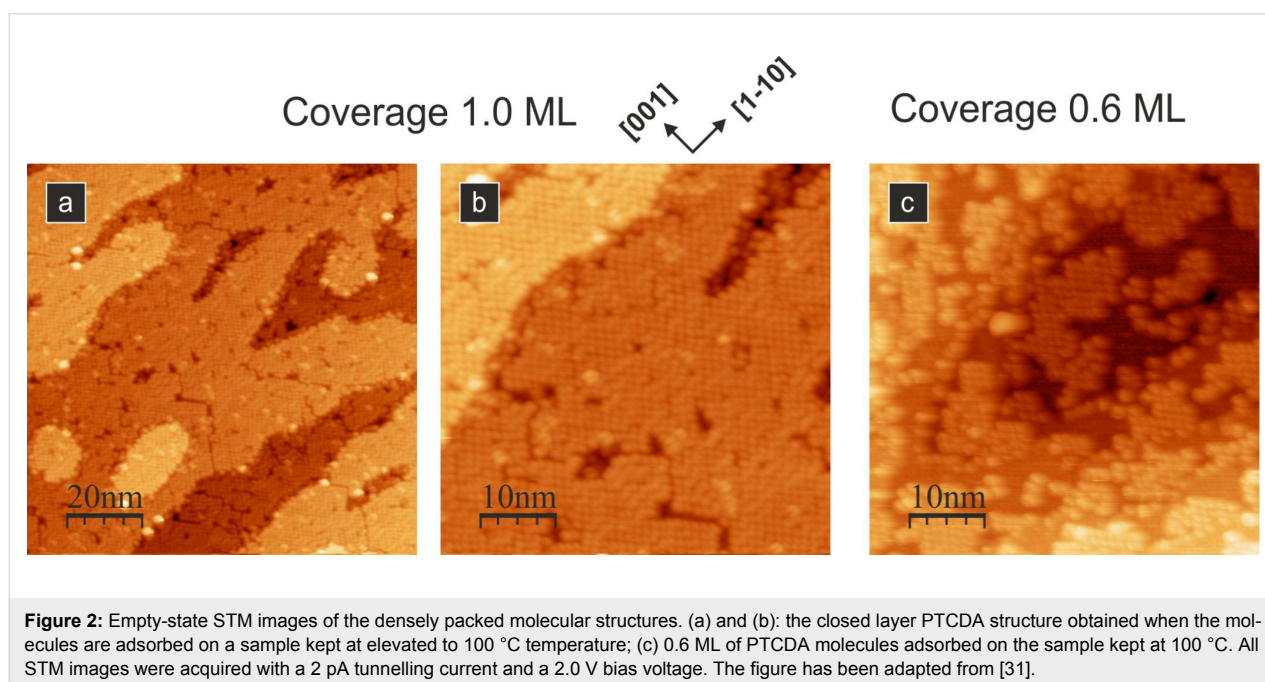 Coverage 1.0 ML
[001]
[1-10]
Coverage 0.6 ML
a
b
c
20nm
10nm
10nm
Figure 2: Empty-state STM images of the densely packed molecular structures. (a) and (b): the closed layer PTCDA structure obtained when the mol-
ecules are adsorbed on a sample kept at elevated to 100 °C temperature; (c) 0.6 ML of PTCDA molecules adsorbed on the sample kept at 100 °C. All
STM images were acquired with a 2 pA tunnelling current and a 2.0 V bias voltage. The figure has been adapted from [31].